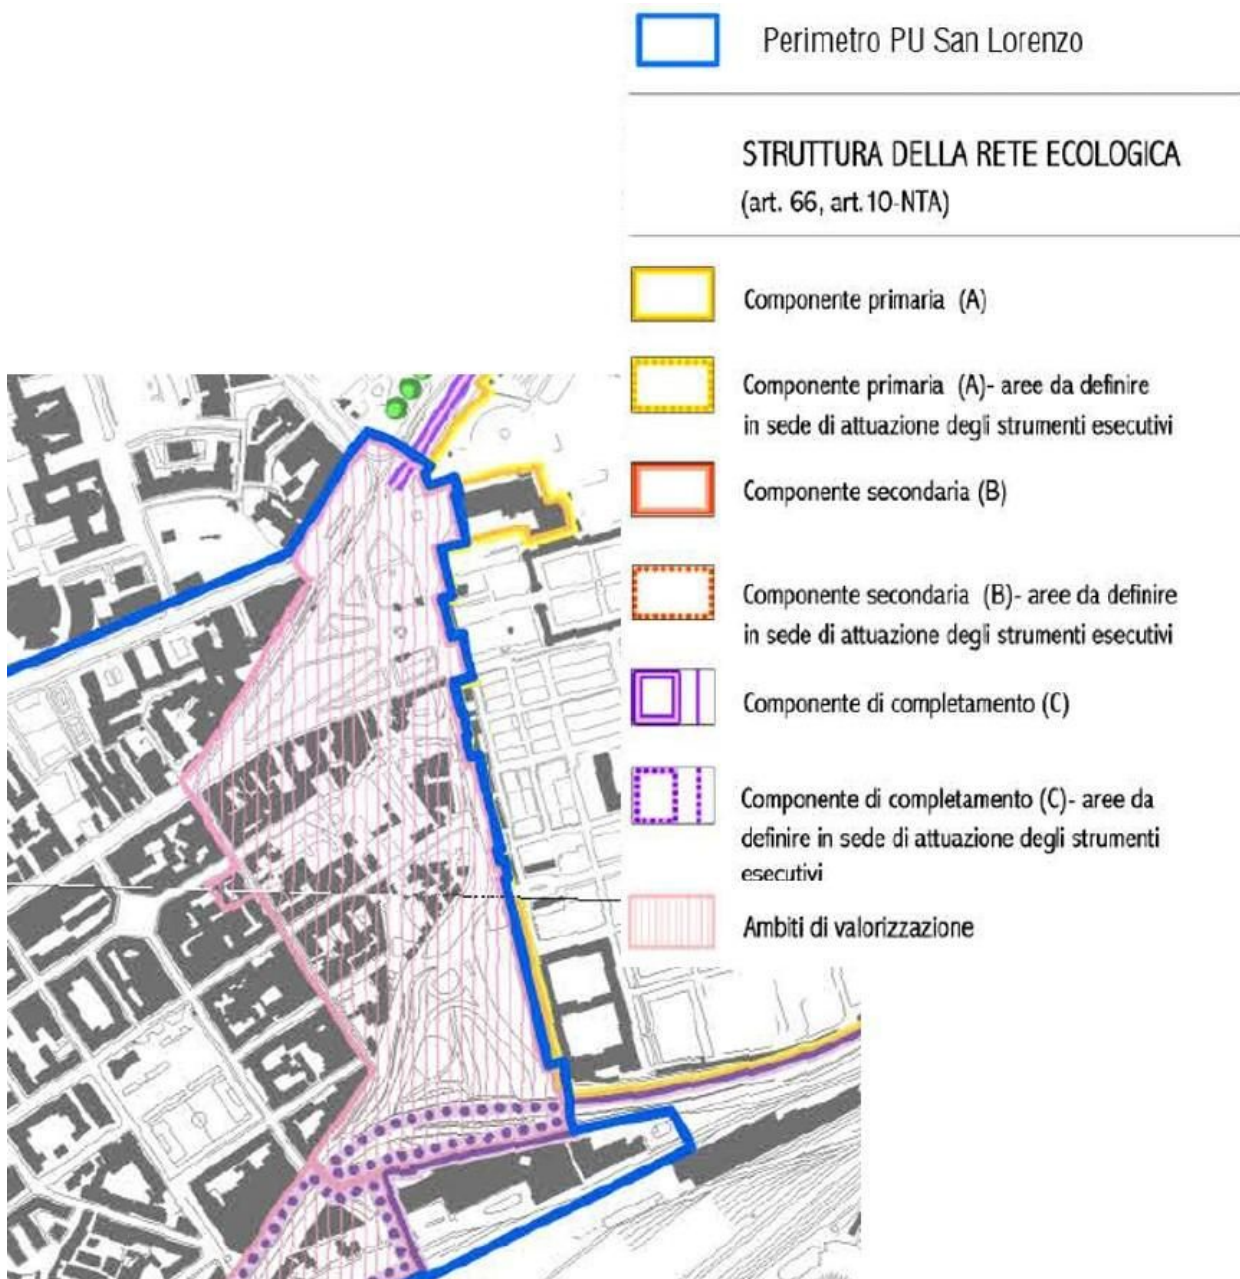 Perimetro PU San Lorenzo
STRUTTURA DELLA RETE ECOLOGICA
(art. 66, art.10-NTA)
Componente primaria (A)
Componente primaria (A)- aree da definire
in sede di attuazione degli strumenti esecutivi
Componente secondaria (B)
Componente secondaria (B)- aree da definire
in sede di attuazione degli strumenti esecutivi
Componente di completamento (C)
Componente di completamento (C)- aree da
definire in sede di attuazione degli strumenti
esecutivi
Ambiti di valorizzazione